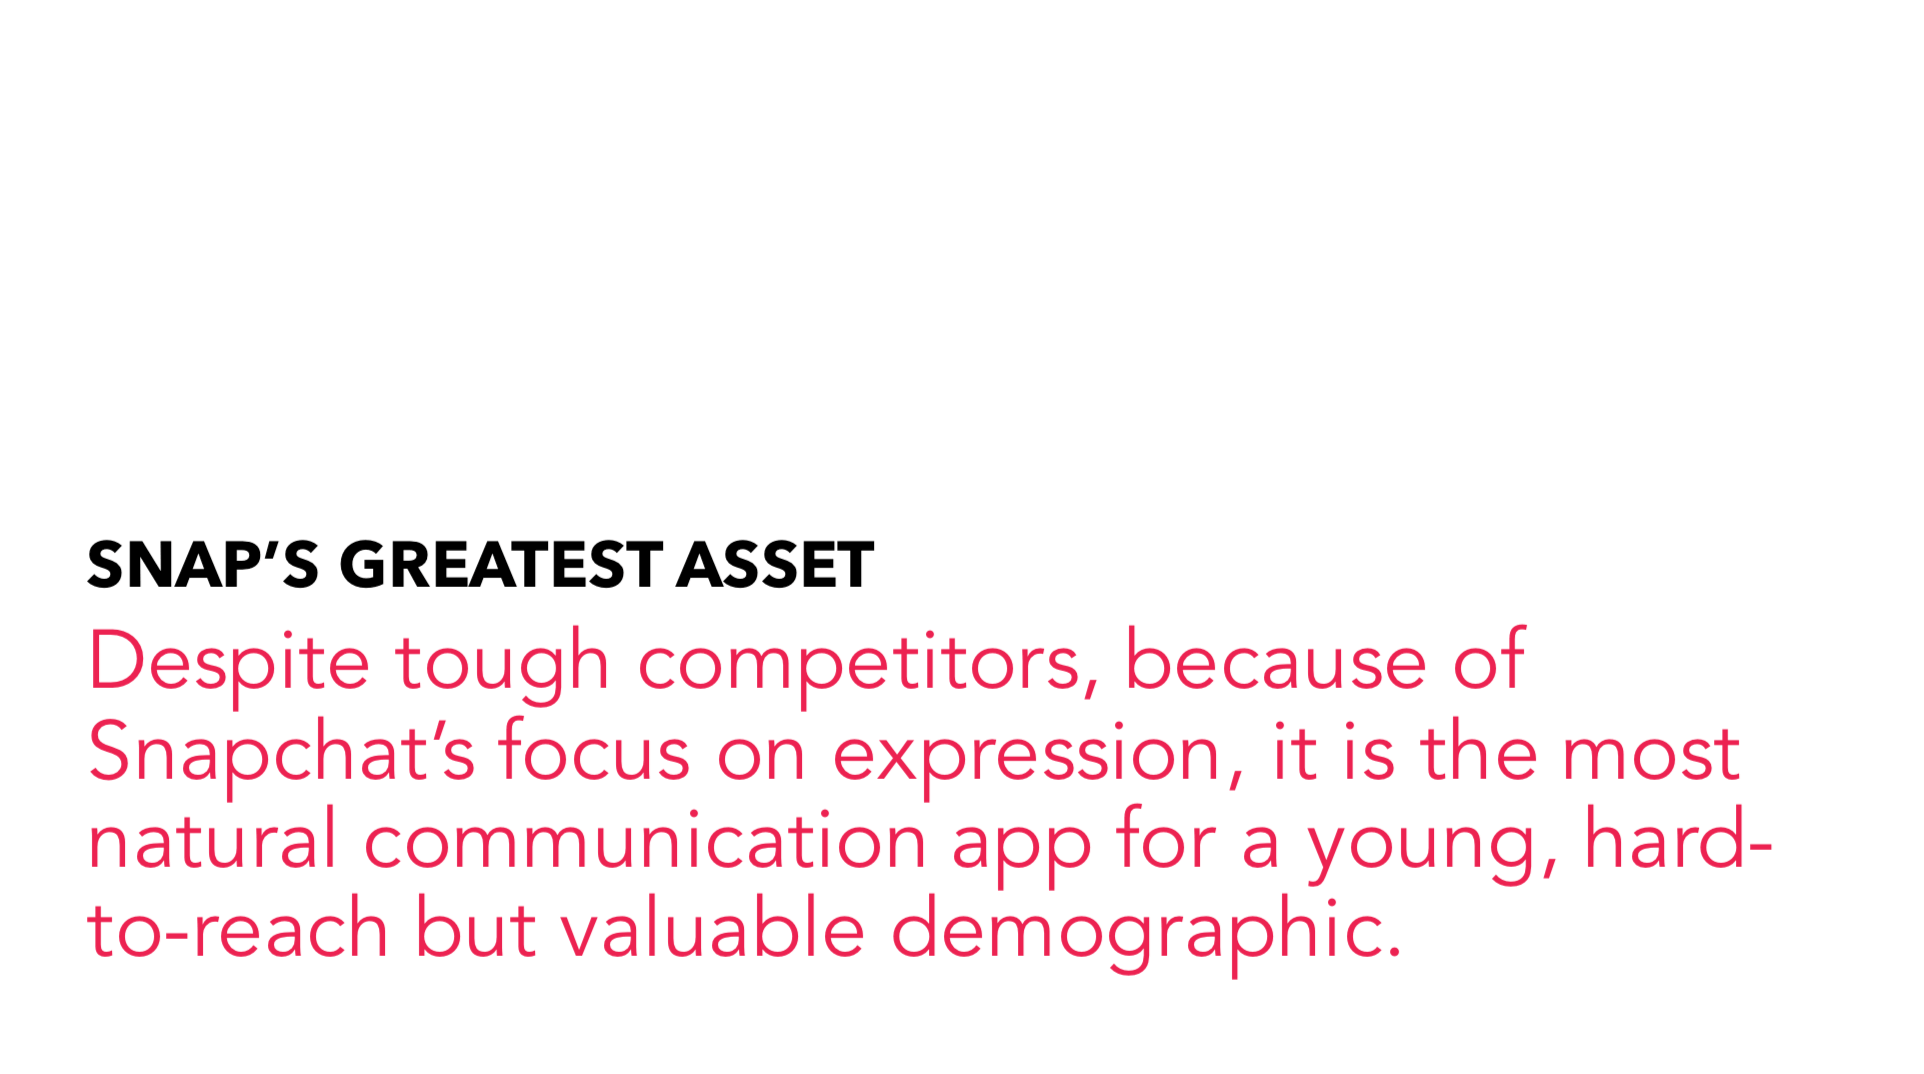 SNAP’S GREATEST ASSET
Despite tough competitors, because of
Snapchat’s focus on expression, it is the most
natural communication app for a young, hard-
to-reach but valuable demographic.